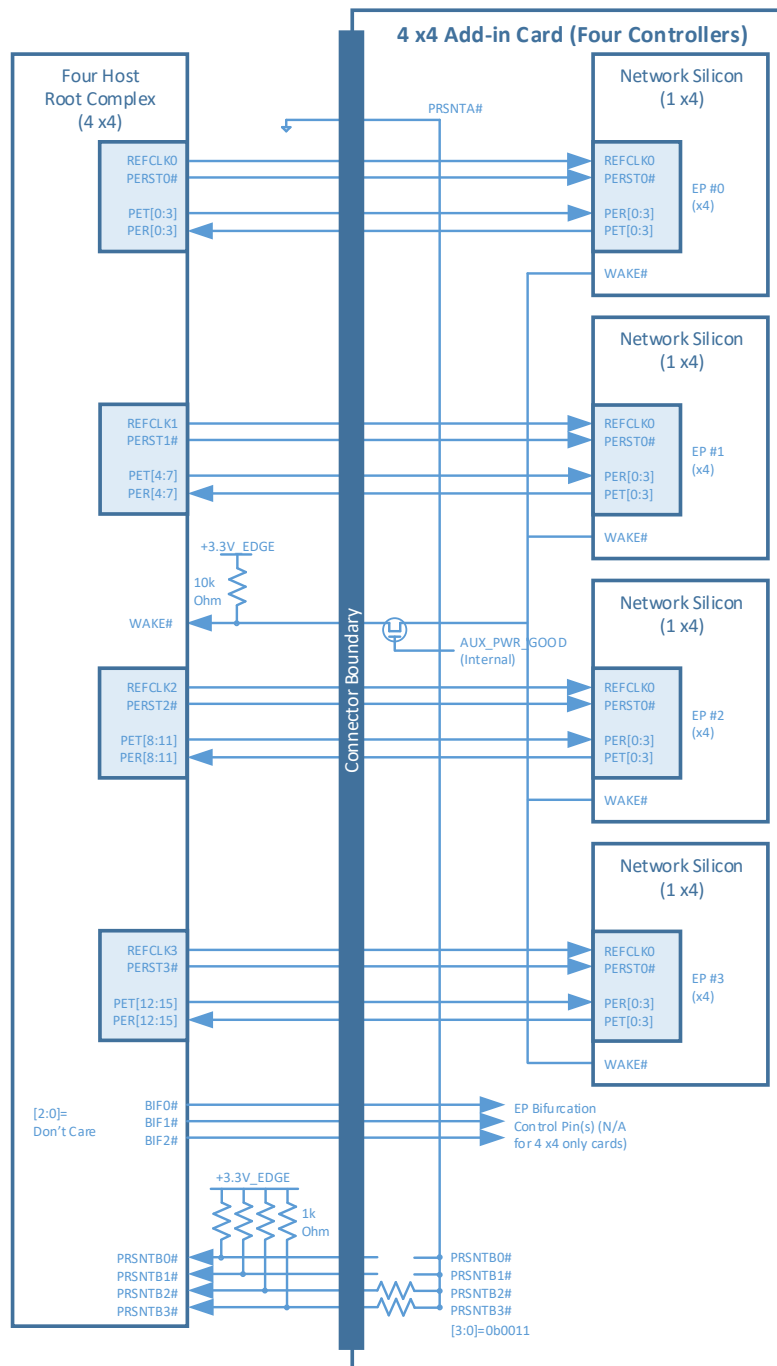 4 x4 Add-in Card (Four Controllers)
Four Host
Root Complex
(4 x4)
Network Silicon
(1 x4)
PRSNTA#
REFCLK0
PERST0#
PET[0:3]
PER[0:3]
REFCLK0
PERST0#
PER[0:3]
PET[0:3]
EP #0
(x4)
WAKE#
Network Silicon
(1 x4)
REFCLK1
PERST1#
PET[4:7]
PER[4:7]
REFCLK0
PERST0#
PER[0:3]
PET[0:3]
EP #1
(x4)
WAKE#
+3.3V_EDGE
10k
Ohm
WAKE#
AUX_PWR_GOOD
(Internal)
Connector Boundary
Network Silicon
(1 x4)
REFCLK2
PERST2#
PET[8:11]
PER[8:11]
REFCLK0
PERST0#
PER[0:3]
PET[0:3]
EP #2
(x4)
WAKE#
Network Silicon
(1 x4)
REFCLK3
PERST3#
PET[12:15]
PER[12:15]
REFCLK0
PERST0#
PER[0:3]
PET[0:3]
EP #3
(x4)
WAKE#
[2:0]=
Don't Care
BIF0#
BIF1#
BIF2#
EP Bifurcation
Control Pin(s) (N/A
for 4 x4 only cards)
+3.3V_EDGE
1k
Ohm
PRSNTB0#
PRSNTB1#
PRSNTB2#
PRSNTB3#
PRSNTB0#
PRSNTB1#
PRSNTB2#
PRSNTB3#
[3:0]=0b0011